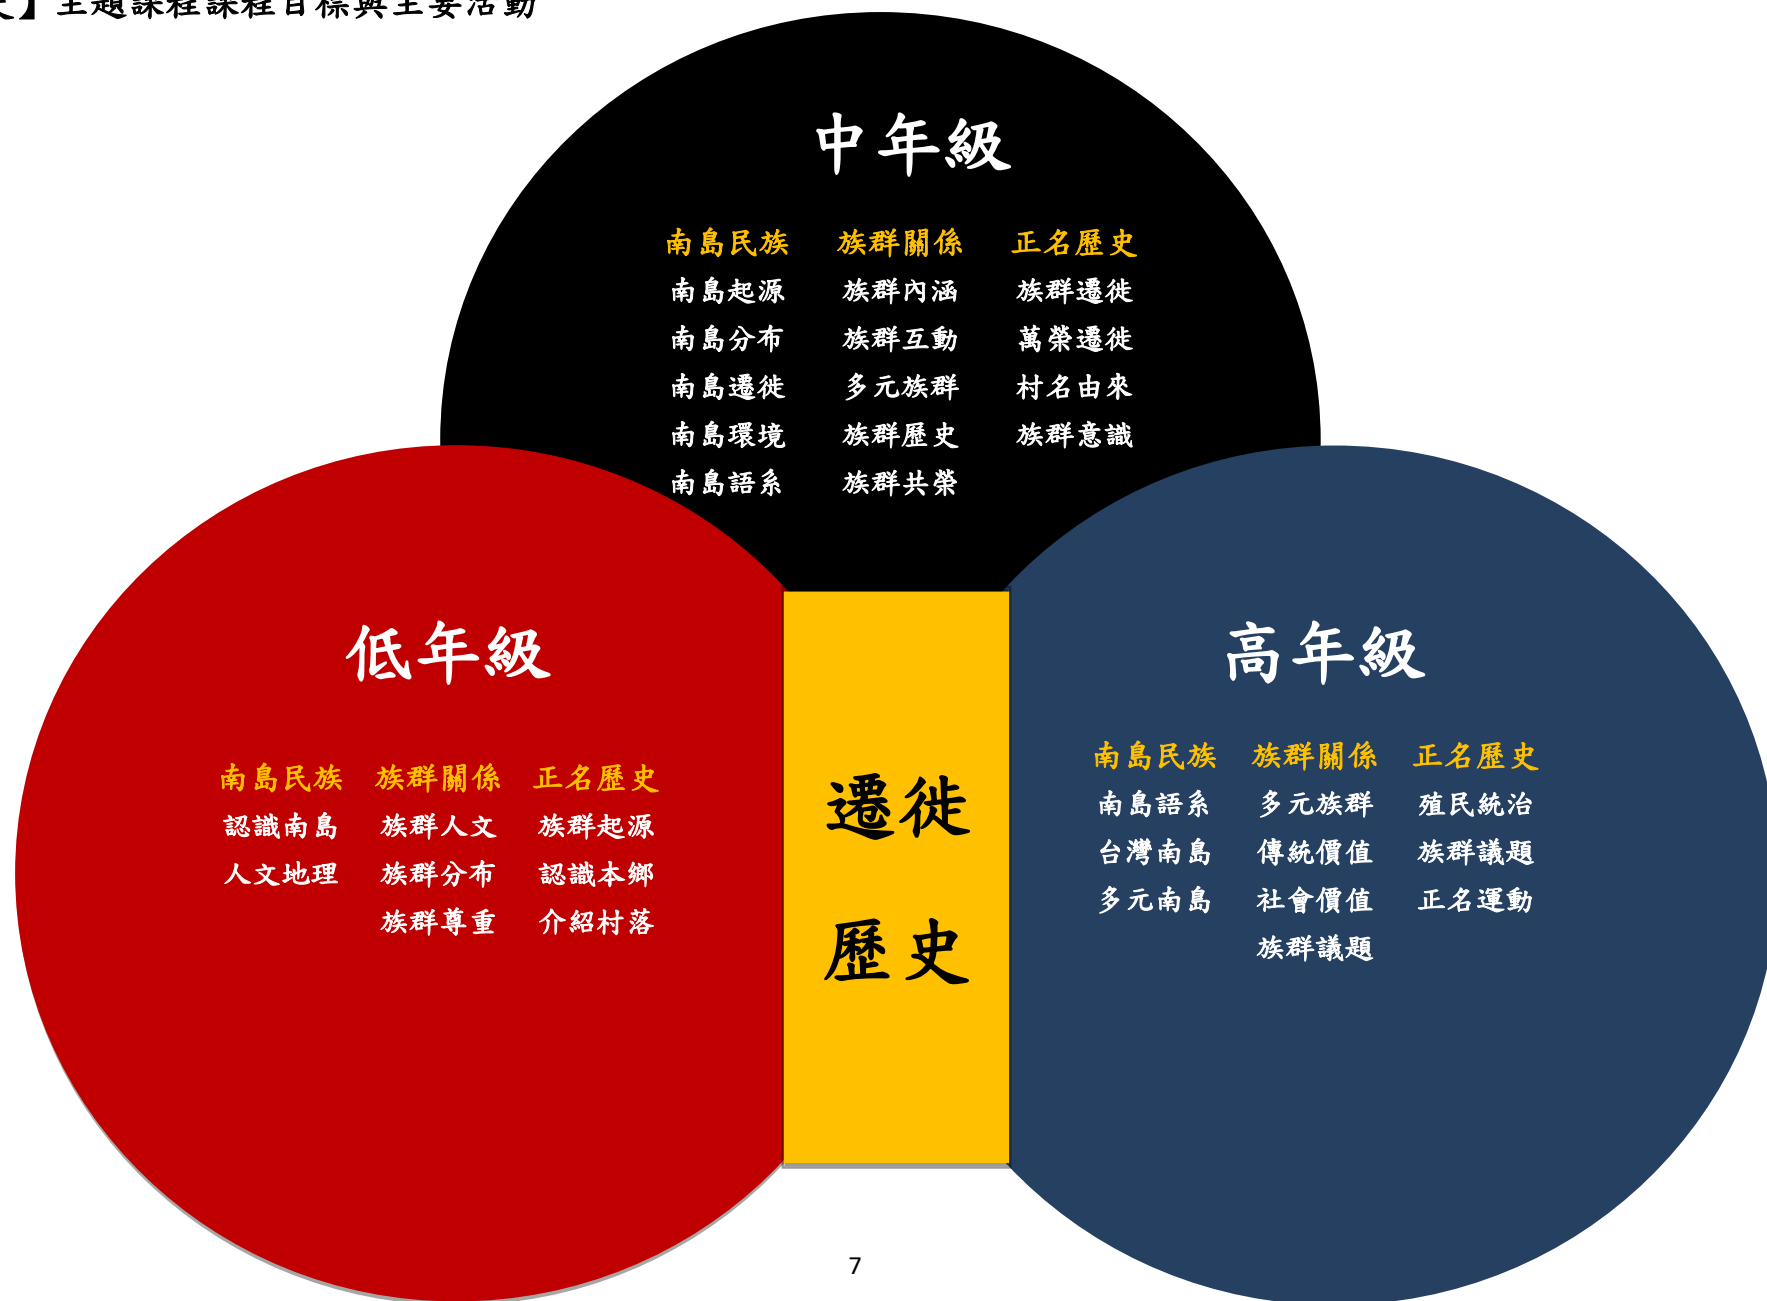 】主題課程課程目標與主要活動
中年級
南島民族 族群關係 正名歷史
南島起源 族群內涵 族群遷徙
南島分布 族群互動 萬榮遷徙
南島遷徙 多元族群 村名由來
南島環境 族群歷史 族群意識
南島語系 族群共榮
低年級
南島民族 族群關係 正名歷史
認識南島 族群人文 族群起源
人文地理 族群分布 認識本鄉
族群尊重 介紹村落
遷徙
歷史
高年級
南島民族 族群關係 正名歷史
南島語系 多元族群 殖民統治
台灣南島 傳統價值 族群議題
多元南島 社會價值 正名運動
族群議題
7